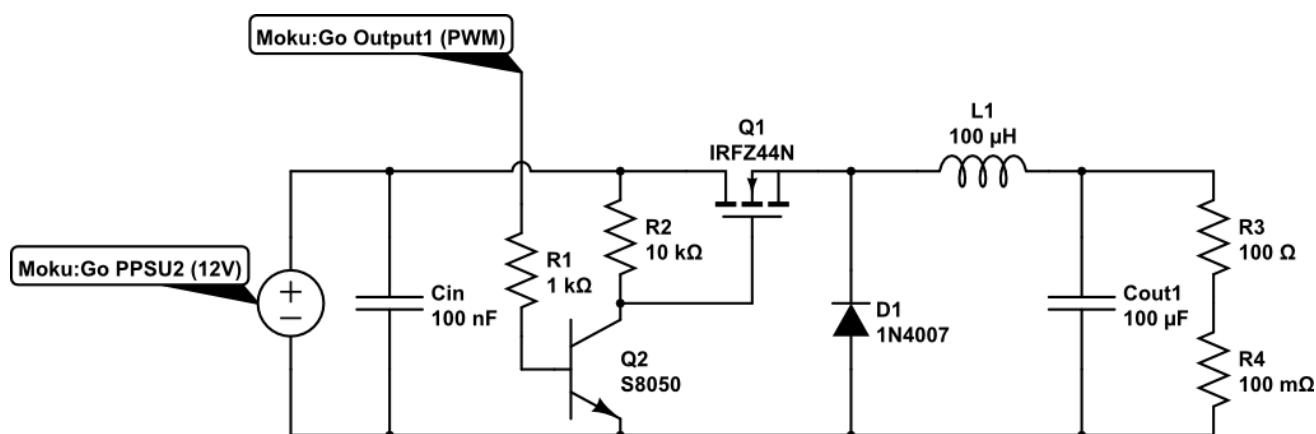 Moku:Go Output1 (PWM)
L1
100 μH
Q1
IRFZ44N
R2
10 kΩ
R3
100 Ω
Moku:Go PPSU2 (12V)
R1
1 kΩ
Cin
100 nF
D1
1N4007
Cout1
100 μF
Q2
S8050
R4
100 mΩ